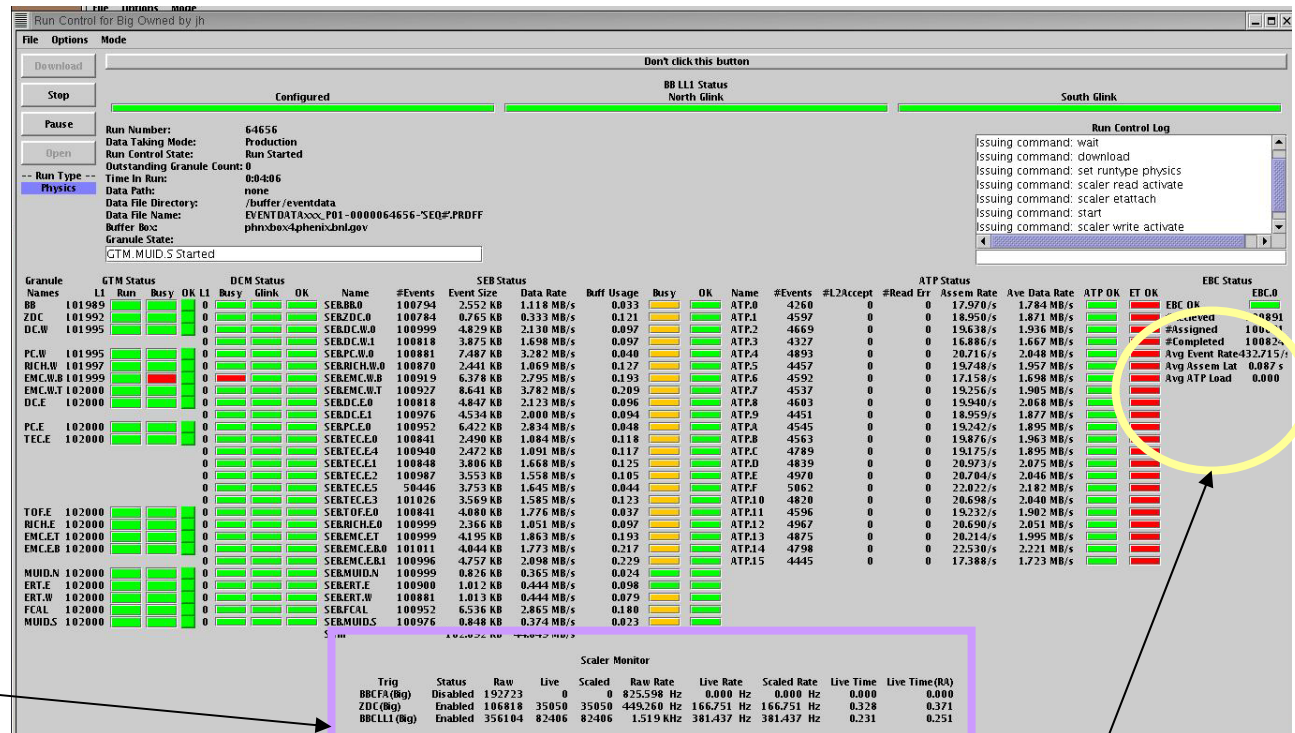 File Options Mode
Run Control for Big Owned by jh
File Options Mode
Download
Don't click this button
Stop
BB LL1 Status
Configured North Glink South Glink
Pause
Open
-- Run Type --
Physics
Run Number: 64656
Data Taking Mode: Production
Run Control State: Run Started
Outstanding Granule Count: 0
Time In Run: 0:04:06
Data Path: none
Data File Directory: /buffer/eventdata
Data File Name: EVENTDATAxxx_P01-0000064656-'SEQ#'.PRDFF
Buffer Box: phnxbox4.phenix.bnl.gov
Granule State:
GTM.MUID.S Started
Run Control Log
Issuing command: wait
Issuing command: download
Issuing command: set runtype physics
Issuing command: scaler read activate
Issuing command: scaler etattach
Issuing command: start
Issuing command: scaler write activate
Granule GTM Status DCM Status SEB Status ATP Status EBC Status
Names L1 Run Busy OK L1 Busy Glink OK Name #Events Event Size Data Rate Buff Usage Busy OK Name #Events #L2Accept #Read Err Assem Rate Ave Data Rate ATP OK ET OK EBC.0
BB 101989 0 SEB.BB.0 100794 2.552 KB 1.118 MB/s 0.033 ATP.0 4260 0 0 17.970/s 1.784 MB/s EBC OK
ZDC 101992 0 SEB.ZDC.0 100784 0.765 KB 0.333 MB/s 0.121 ATP.1 4597 0 0 18.950/s 1.871 MB/s 100891
DC.W 101995 0 SEB.DC.W.0 100999 4.829 KB 2.130 MB/s 0.097 ATP.2 4669 0 0 19.638/s 1.936 MB/s #Assigned
0 SEB.DC.W.1 100818 3.875 KB 1.698 MB/s 0.097 ATP.3 4327 0 0 16.886/s 1.667 MB/s #Completed 100824
PC.W 101995 0 SEB.PC.W.0 100881 7.487 KB 3.282 MB/s 0.040 ATP.4 4893 0 0 20.716/s 2.048 MB/s Avg Event Rate 432.715/s
RICH.W 101997 0 SEB.RICH.W.0 100870 2.441 KB 1.069 MB/s 0.127 ATP.5 4657 0 0 19.748/s 1.957 MB/s Avg Assem Lat 0.087 s
EMC.W.B 101999 0 SEB.EMC.W.B 100919 6.378 KB 2.795 MB/s 0.193 ATP.6 4592 0 0 17.158/s 1.698 MB/s Avg ATP Load 0.000
EMC.W.T 102000 0 SEB.EMC.W.T 100927 8.641 KB 3.782 MB/s 0.209 ATP.7 4537 0 0 19.256/s 1.905 MB/s
DC.E 102000 0 SEB.DC.E.0 100818 4.847 KB 2.123 MB/s 0.096 ATP.8 4603 0 0 19.940/s 2.068 MB/s
0 SEB.DC.E.1 100976 4.534 KB 2.000 MB/s 0.094 ATP.9 4451 0 0 18.959/s 1.877 MB/s
PC.E 102000 0 SEB.PC.E.0 100952 6.422 KB 2.834 MB/s 0.048 ATP.A 4545 0 0 19.242/s 1.895 MB/s
TEC.E 102000 0 SEB.TEC.E.0 100841 2.490 KB 1.084 MB/s 0.118 ATP.B 4563 0 0 19.876/s 1.963 MB/s
0 SEB.TEC.E.4 100940 2.472 KB 1.091 MB/s 0.117 ATP.C 4789 0 0 19.175/s 1.895 MB/s
0 SEB.TEC.E.1 100848 3.806 KB 1.668 MB/s 0.125 ATP.D 4839 0 0 20.973/s 2.075 MB/s
0 SEB.TEC.E.2 100987 3.553 KB 1.558 MB/s 0.105 ATP.E 4970 0 0 20.704/s 2.046 MB/s
0 SEB.TEC.E.5 50446 3.753 KB 1.645 MB/s 0.044 ATP.F 5062 0 0 22.022/s 2.182 MB/s
0 SEB.TEC.E.3 101026 3.569 KB 1.585 MB/s 0.123 ATP.10 4820 0 0 20.698/s 2.040 MB/s
TOF.E 102000 0 SEB.TOF.E.0 100841 4.080 KB 1.776 MB/s 0.037 ATP.11 4596 0 0 19.232/s 1.902 MB/s
RICH.E 102000 0 SEB.RICH.E.0 100999 2.366 KB 1.051 MB/s 0.097 ATP.12 4967 0 0 20.690/s 2.051 MB/s
EMC.E.T 102000 0 SEB.EMC.E.T 100999 4.195 KB 1.863 MB/s 0.193 ATP.13 4875 0 0 20.214/s 1.995 MB/s
EMC.E.B 102000 0 SEB.EMC.E.B.0 101011 4.044 KB 1.773 MB/s 0.217 ATP.14 4798 0 0 22.530/s 2.221 MB/s
0 SEB.EMC.E.B.1 100996 4.757 KB 2.098 MB/s 0.229 ATP.15 4445 0 0 17.388/s 1.723 MB/s
MUID.N 102000 0 SEB.MUID.N 100999 0.826 KB 0.365 MB/s 0.024
ERT.E 102000 0 SEB.ERT.E 100900 1.012 KB 0.444 MB/s 0.098
ERT.W 102000 0 SEB.ERT.W 100881 1.013 KB 0.444 MB/s 0.079
FCAL 102000 0 SEB.FCAL 100952 6.536 KB 2.865 MB/s 0.180
MUID.S 102000 0 SEB.MUID.S 100976 0.848 KB 0.374 MB/s 0.023
Scaler Monitor
Trig Status Raw Live Scaled Raw Rate Live Rate Scaled Rate Live Time Live Time(RA)
BBCFA(Big) Disabled 192723 0 0 825.598 Hz 0.000 Hz 0.000 Hz 0.000 0.000
ZDC(Big) Enabled 106818 35050 35050 449.260 Hz 166.751 Hz 166.751 Hz 0.328 0.371
BBCLL1(Big) Enabled 356104 82406 82406 1.519 KHz 381.437 Hz 381.437 Hz 0.231 0.251